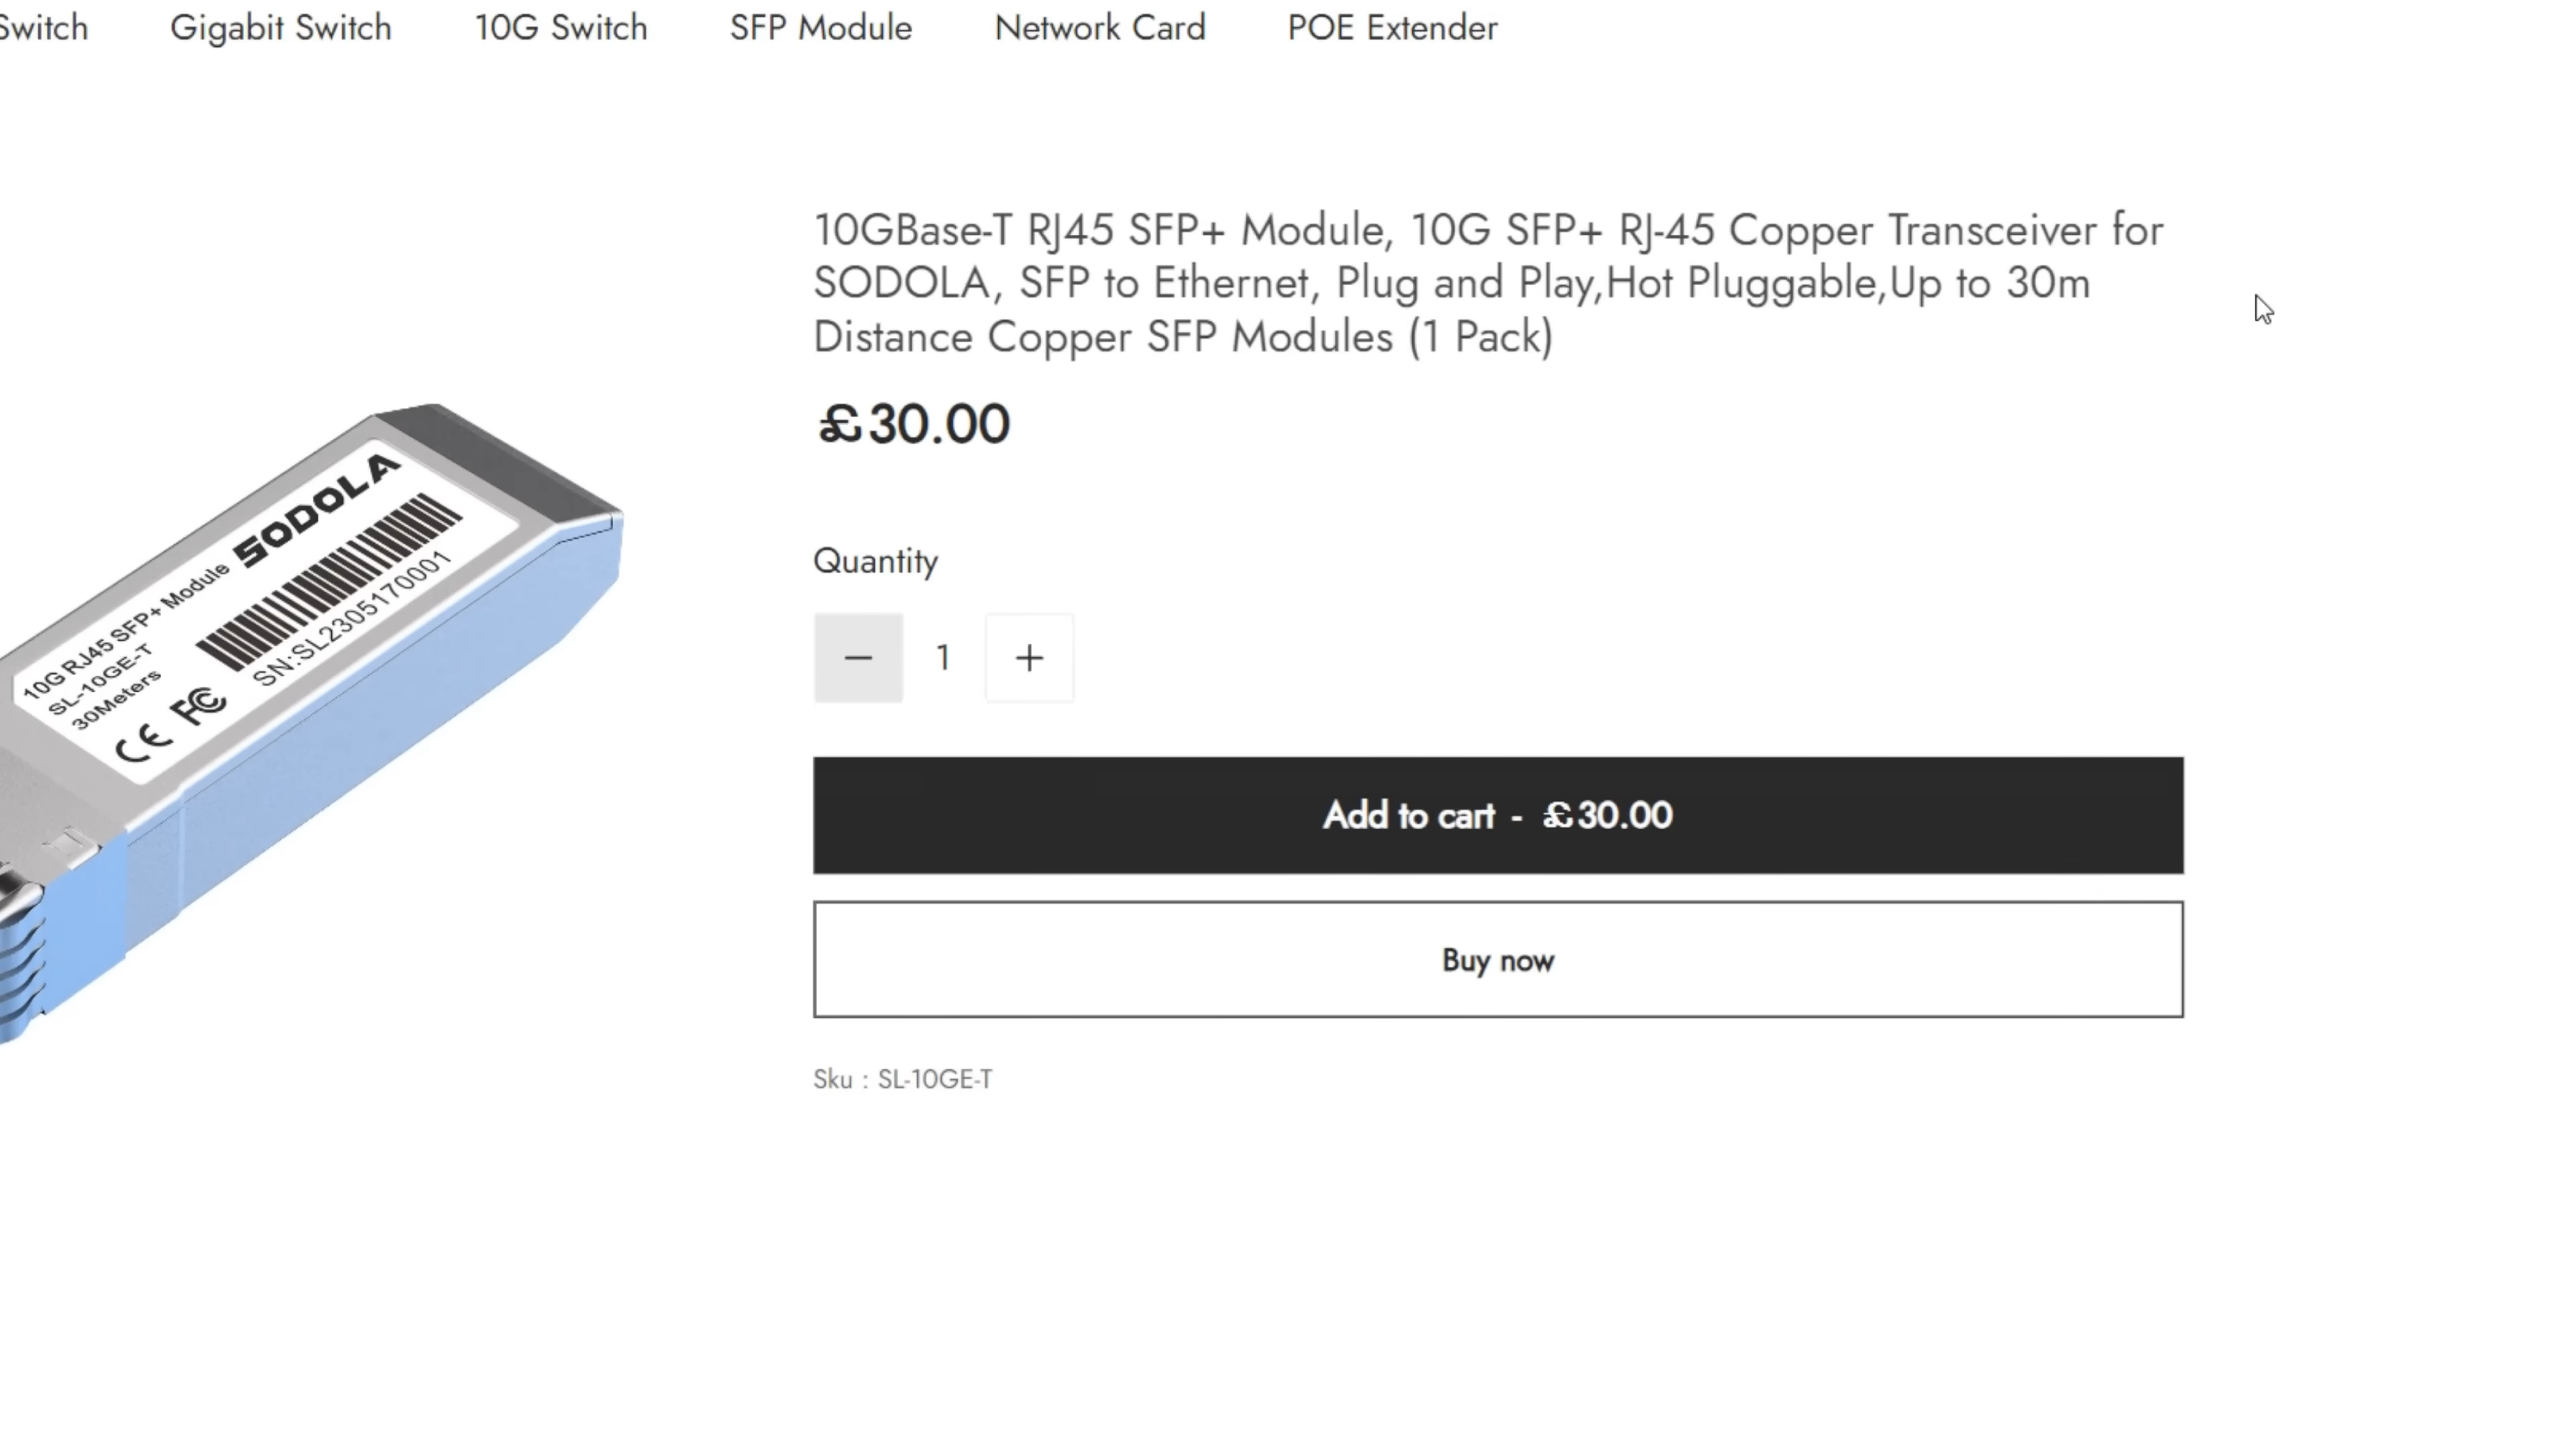 Switch Gigabit Switch 10G Switch SFP Module Network Card POE Extender
10GBase-T RJ45 SFP+ Module, 10G SFP+ RJ-45 Copper Transceiver for
SODOLA, SFP to Ethernet, Plug and Play,Hot Pluggable,Up to 30m
Distance Copper SFP Modules (1 Pack)
£30.00
Quantity
− 1 +
Add to cart - £30.00
Buy now
Sku : SL-10GE-T
10G RJ45 SFP+ Module
SL-10GE-T
30Meters
CE FC
SODOLA
SN:SL2305170001